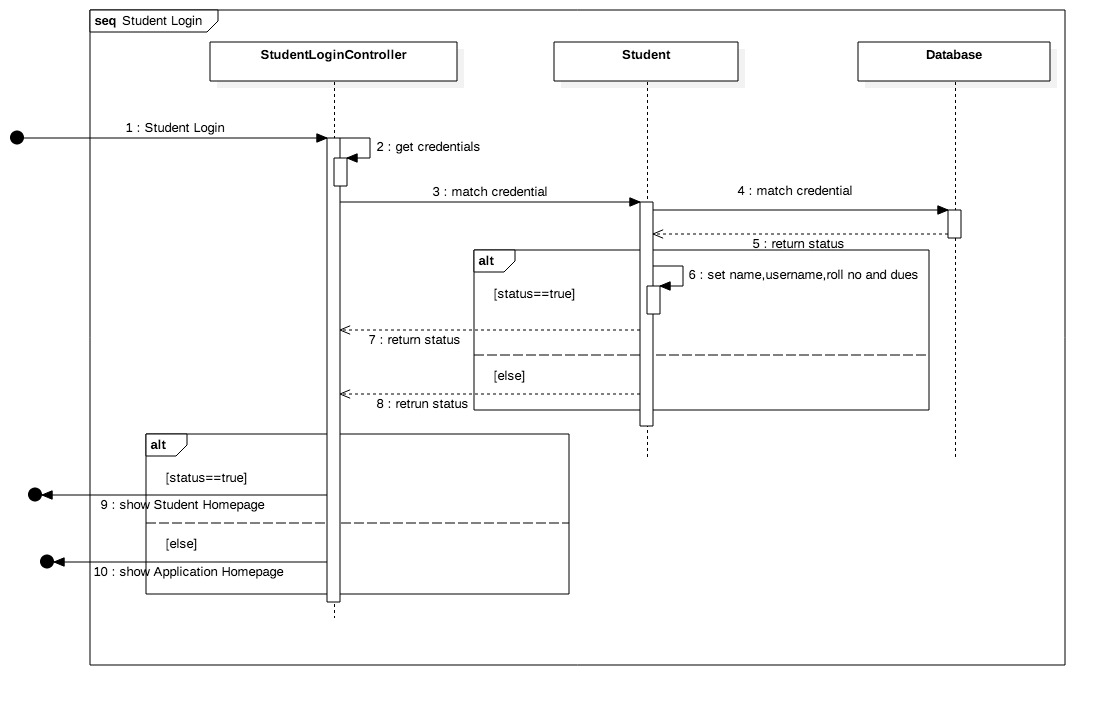 seq Student Login
StudentLoginController
Student
Database
1 : Student Login
2 : get credentials
3 : match credential
4 : match credential
5 : return status
alt
6 : set name,username,roll no and dues
[status==true]
7 : return status
[else]
8 : retrun status
alt
[status==true]
9 : show Student Homepage
[else]
10 : show Application Homepage